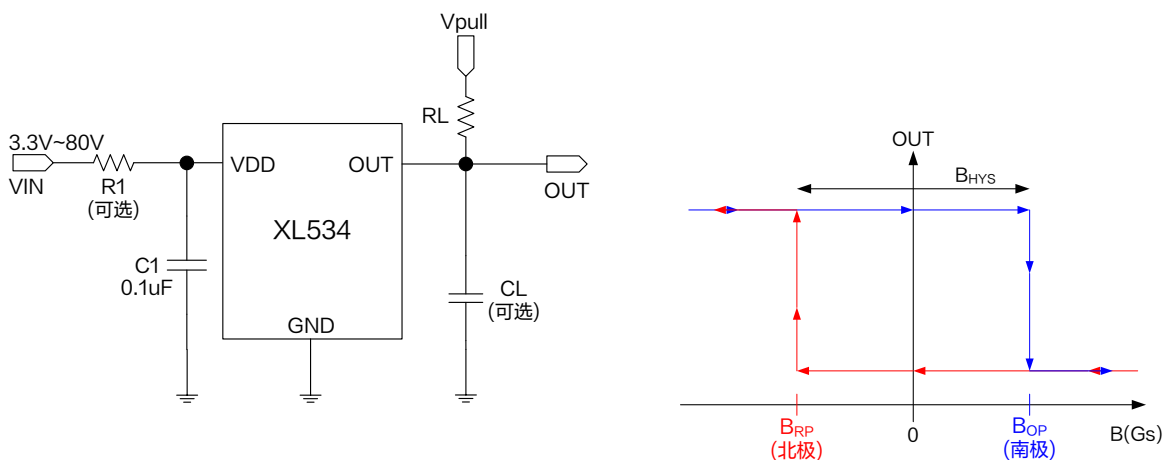 Vpull
RL
3.3V~80V
VIN
R1
(可选)
VDD
OUT
OUT
XL534
C1
0.1uF
CL
(可选)
GND
OUT
BHYS
BRP
(北极)
0
BOP
(南极)
B(Gs)